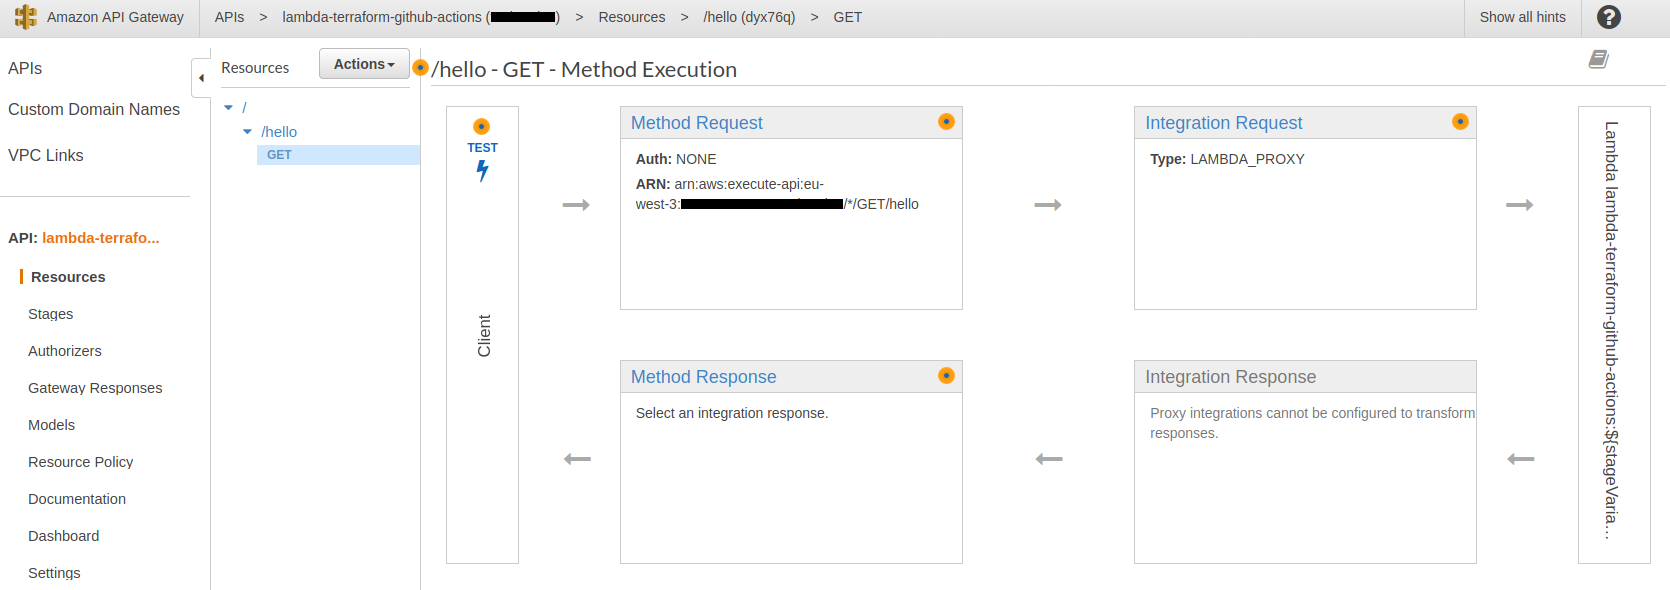 Amazon API Gateway
APIs > lambda-terraform-github-actions ( ) > Resources > /hello (dyx76q) > GET
Show all hints
?
APIs
Custom Domain Names
VPC Links
API: lambda-terrafo...
Resources
Stages
Authorizers
Gateway Responses
Models
Resource Policy
Documentation
Dashboard
Settings
Resources
Actions
/
/hello
GET
/hello - GET - Method Execution
TEST
Client
Method Request
Auth: NONE
ARN: arn:aws:execute-api:eu-
west-3: /*/GET/hello
Integration Request
Type: LAMBDA_PROXY
Lambda lambda-terraform-github-actions:${stageVaria...
Method Response
Select an integration response.
Integration Response
Proxy integrations cannot be configured to transform
responses.